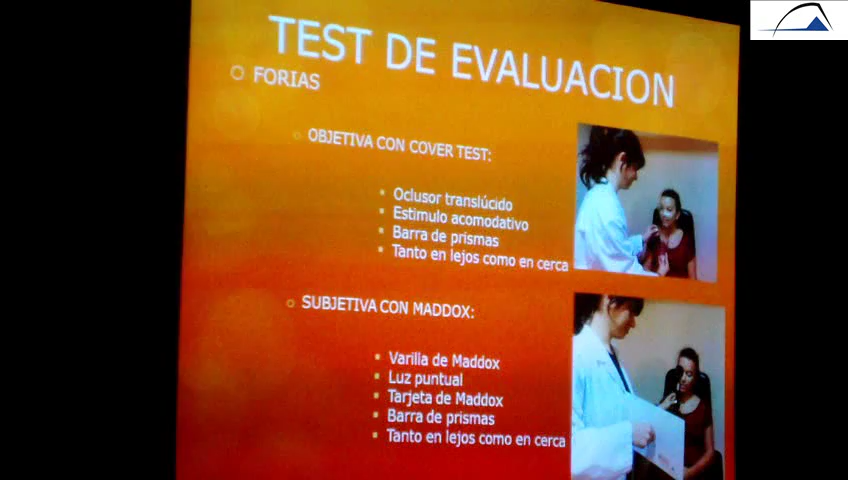 TEST DE EVALUACION
FORIAS
OBJETIVA CON COVER TEST:
Oclusor translúcido
Estimulo acomodativo
Barra de prismas
Tanto en lejos como en cerca
SUBJETIVA CON MADDOX:
Varilla de Maddox
Luz puntual
Tarjeta de Maddox
Barra de prismas
Tanto en lejos como en cerca